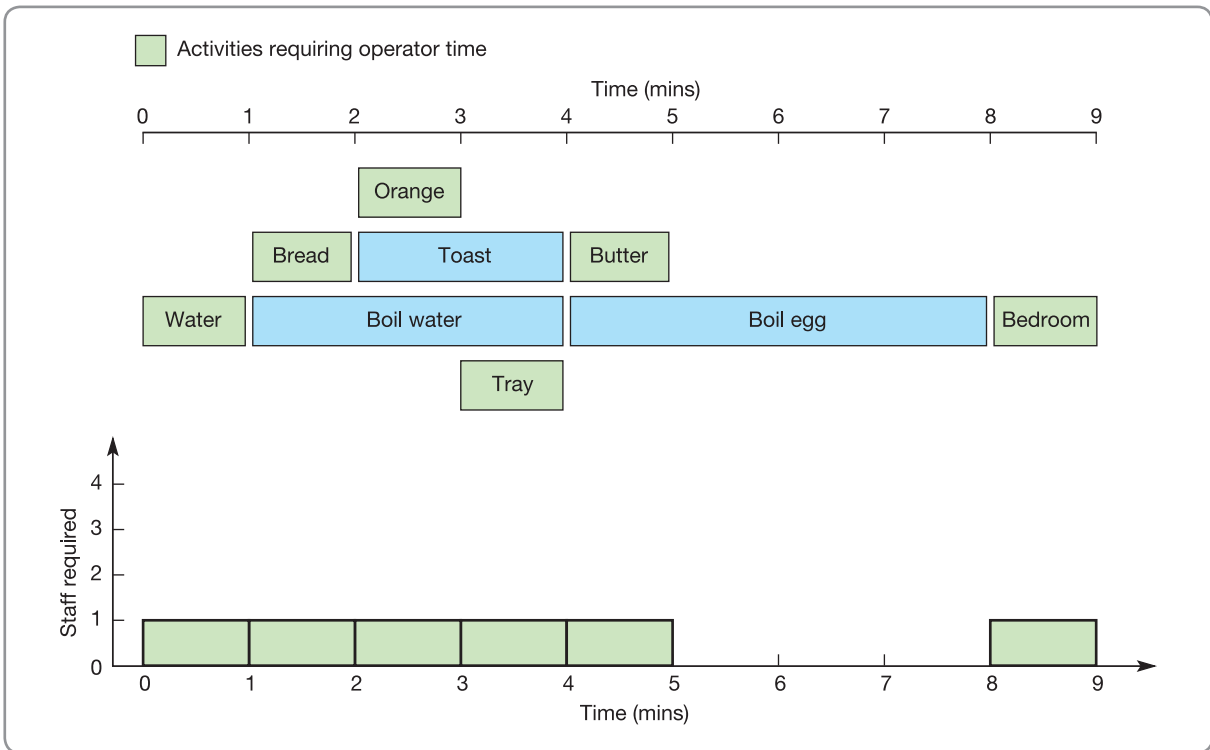 Activities requiring operator time
Time (mins)
0 1 2 3 4 5 6 7 8 9
Orange
Bread Toast Butter
Water Boil water Boil egg Bedroom
Tray
Staff required
4
3
2
1
0
0 1 2 3 4 5 6 7 8 9
Time (mins)